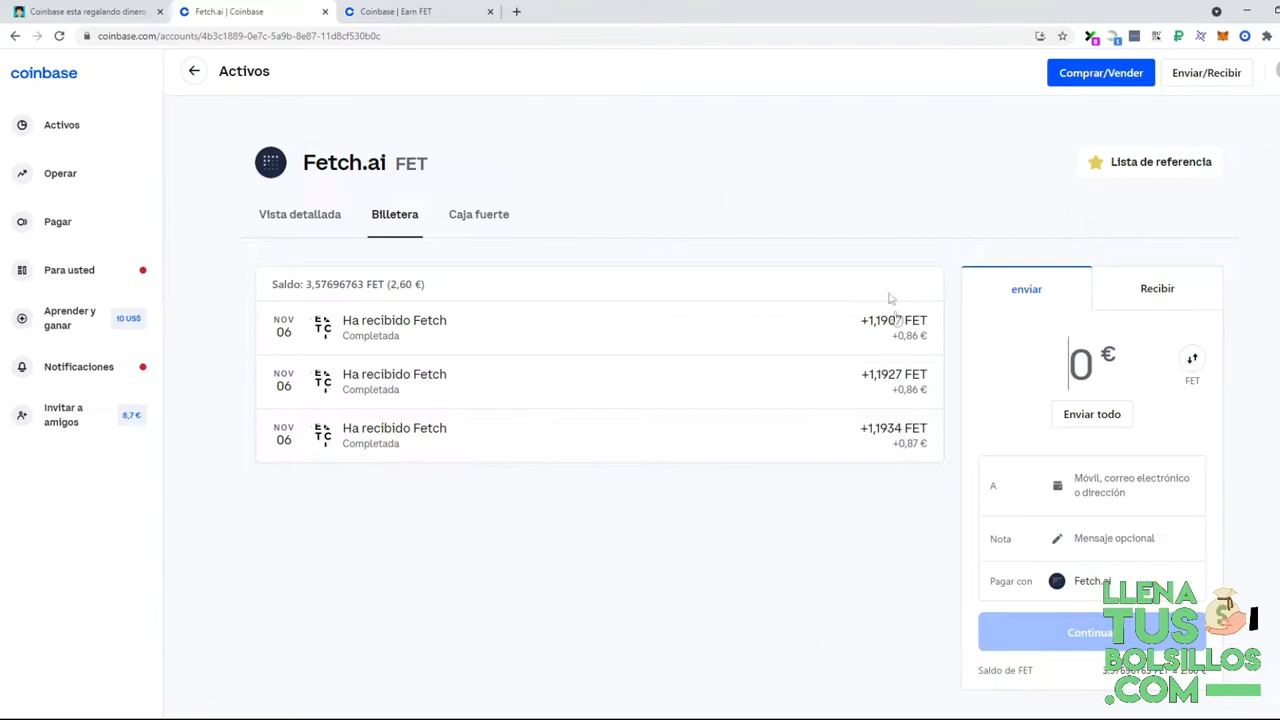 Coinbase esta regalando dinero
Fetch.ai | Coinbase
Coinbase | Earn FET
coinbase.com/accounts/4b3c1889-0e7c-5a9b-8e87-11d8cf530b0c
coinbase
Activos
Comprar/Vender
Enviar/Recibir
Activos
Operar
Pagar
Para usted
Aprender y
ganar
10 US$
Notificaciones
Invitar a
amigos
8,7 €
Fetch.ai FET
Lista de referencia
Vista detallada
Billetera
Caja fuerte
Saldo: 3,57696763 FET (2,60 €)
NOV
06
Ha recibido Fetch
Completada
+1,1907 FET
+0,86 €
NOV
06
Ha recibido Fetch
Completada
+1,1927 FET
+0,86 €
NOV
06
Ha recibido Fetch
Completada
+1,1934 FET
+0,87 €
enviar
Recibir
0 €
FET
Enviar todo
A
Móvil, correo electrónico
o dirección
Nota
Mensaje opcional
Pagar con
Fetch.ai
Continua
Saldo de FET
LLENA
TUS
BOLSILLOS
.COM